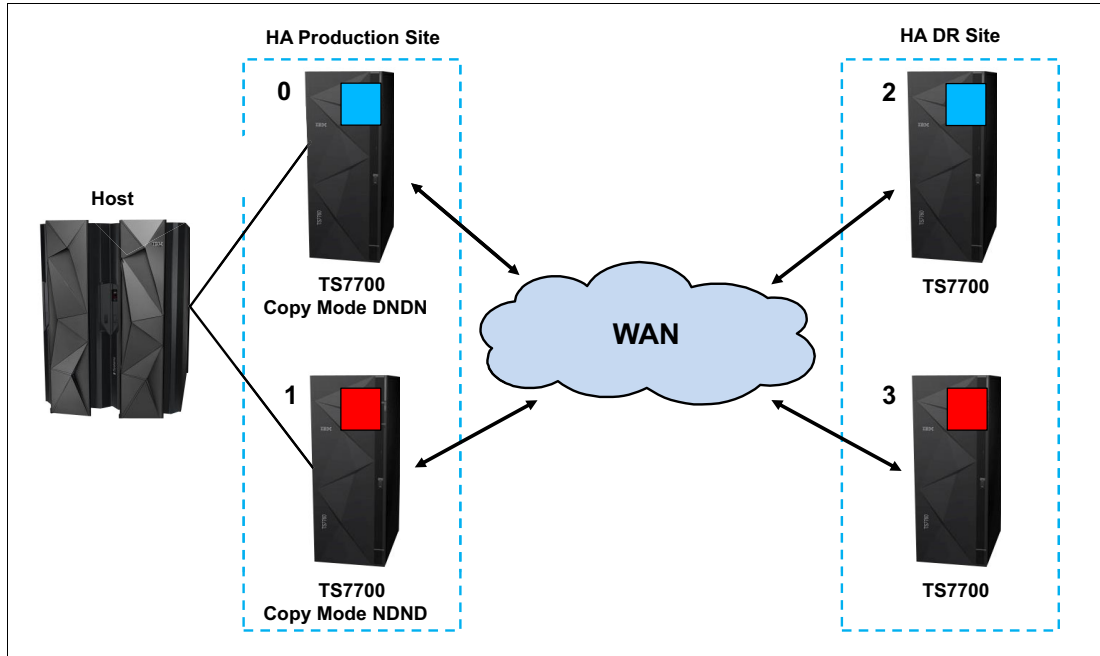 HA Production Site
HA DR Site
0
2
Host
TS7700
Copy Mode DNDN
TS7700
WAN
1
3
TS7700
Copy Mode NDND
TS7700